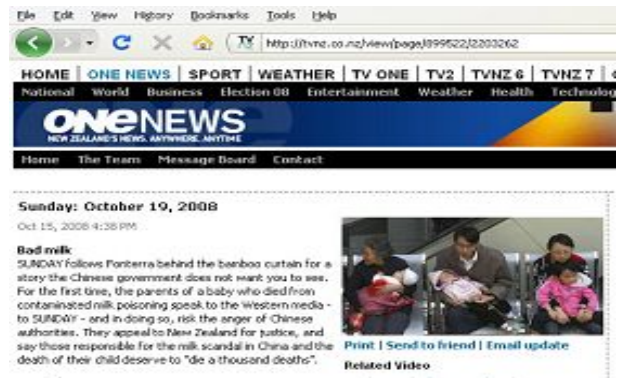 File Edit View History Bookmarks Tools Help
http://tvnz.co.nz/view/page/899522/2203262
HOME | ONE NEWS | SPORT | WEATHER | TV ONE | TV2 | TVNZ 6 | TVNZ 7 |
National World Business Election 08 Entertainment Weather Health Technolog
ONE NEWS
NEW ZEALAND'S NEWS. ANYWHERE. ANYTIME
Home The Team Message Board Contact
Sunday: October 19, 2008
Oct 15, 2008 4:38 PM
Bad milk
SUNDAY follows Fonterra behind the bamboo curtain for a
story the Chinese government does not want you to see.
For the first time, the parents of a baby who died from
contaminated milk poisoning speak to the Western media -
to SUNDAY - and in doing so, risk the anger of Chinese
authorities. They appeal to New Zealand for justice, and
say those responsible for the milk scandal in China and the
death of their child deserve to "die a thousand deaths".
Print | Send to friend | Email update
Related Video